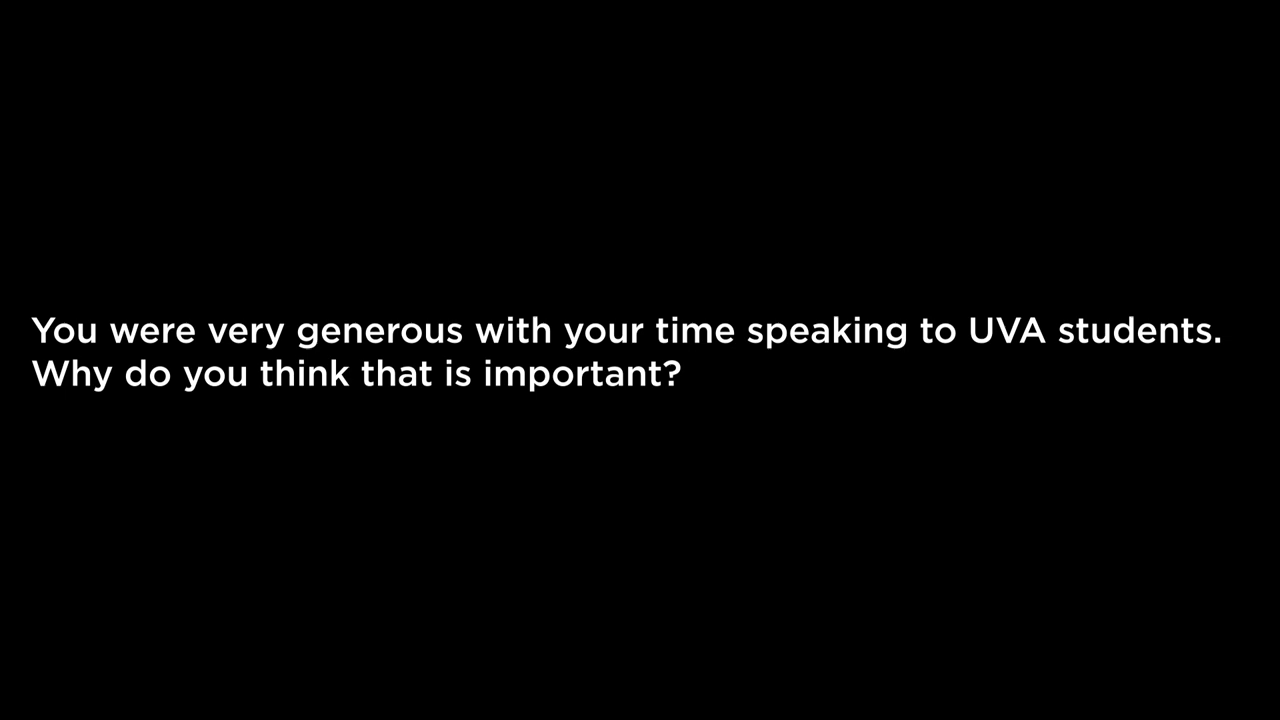 You were very generous with your time speaking to UVA students.
Why do you think that is important?